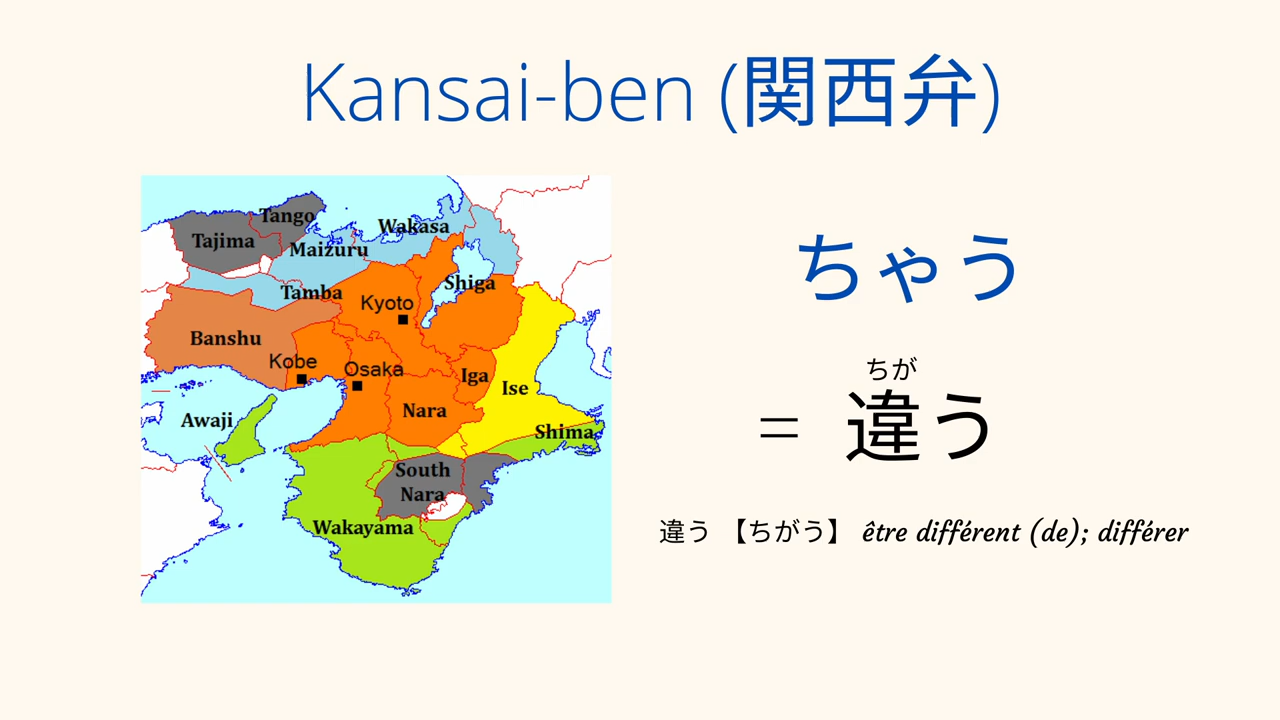 Kansai-ben (関西弁)
Tango
Tajima
Wakasa
Maizuru
Tamba
Shiga
Kyoto
Banshu
Kobe
Osaka
Iga
Ise
Nara
Awaji
Shima
South
Nara
Wakayama
ちゃう
ちが
= 違う
違う 【ちがう】 être différent (de); différer